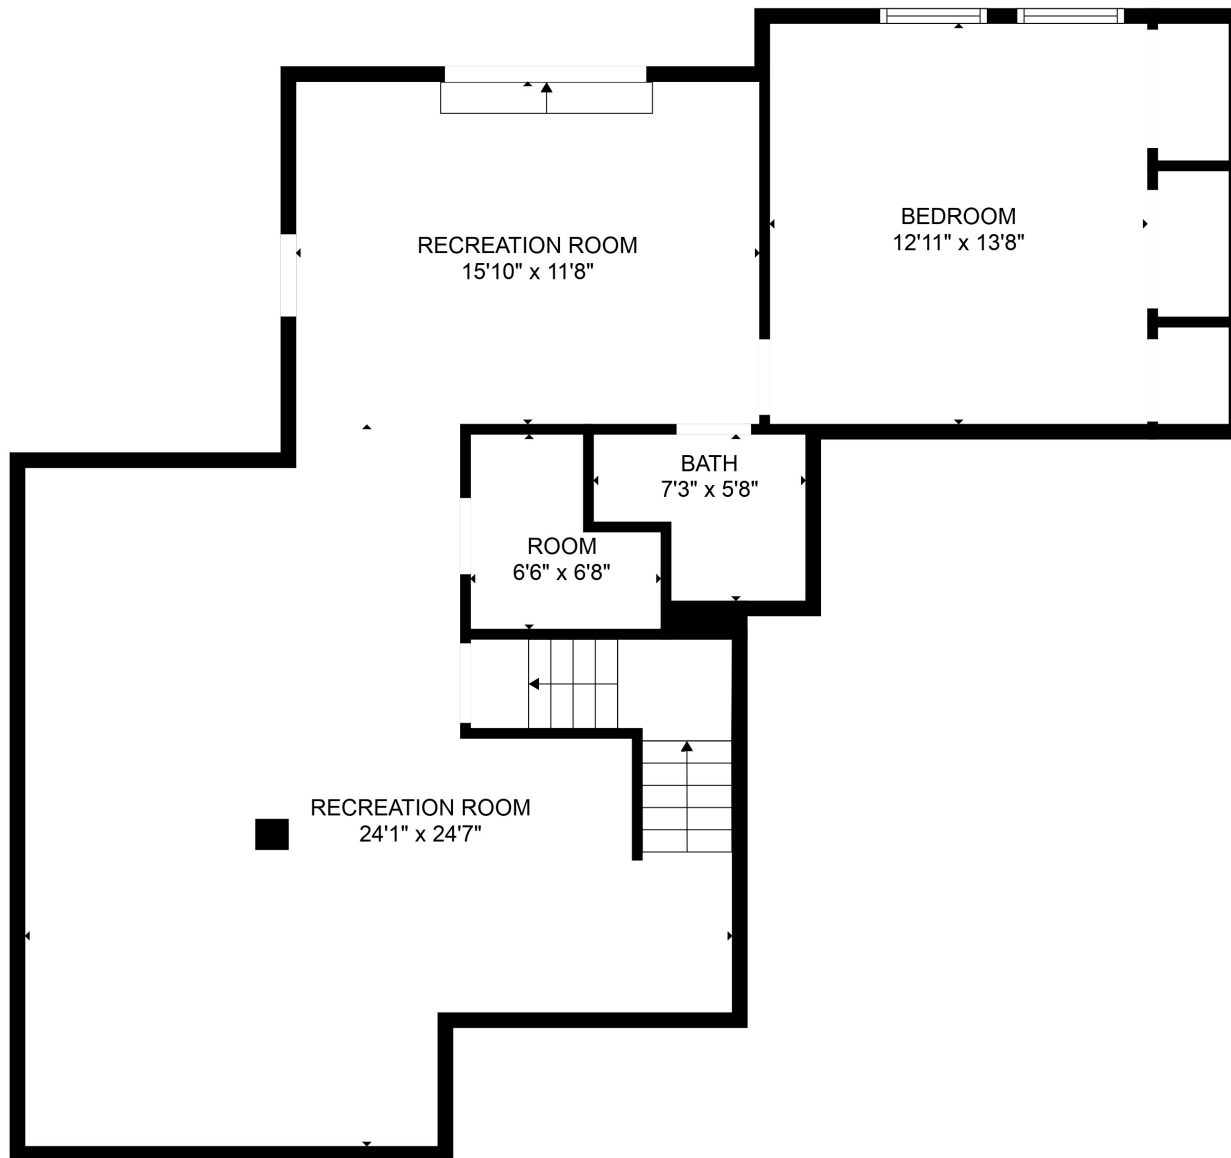 BEDROOM
12'11" x 13'8"
RECREATION ROOM
15'10" x 11'8"
BATH
7'3" x 5'8"
ROOM
6'6" x 6'8"
RECREATION ROOM
24'1" x 24'7"